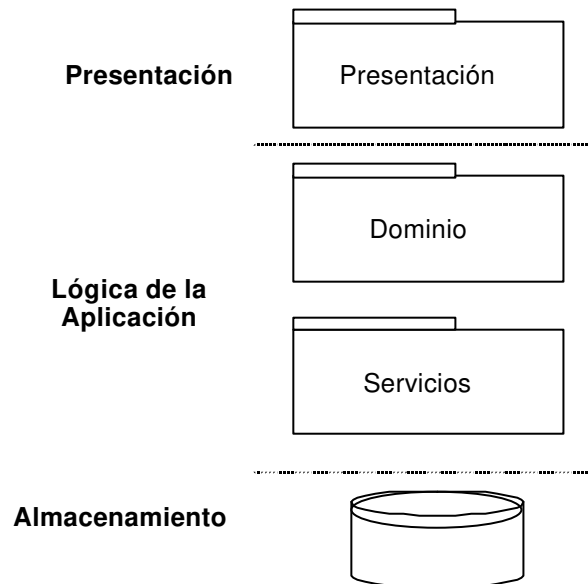 Presentación
Presentación
Dominio
Lógica de la
Aplicación
Servicios
Almacenamiento